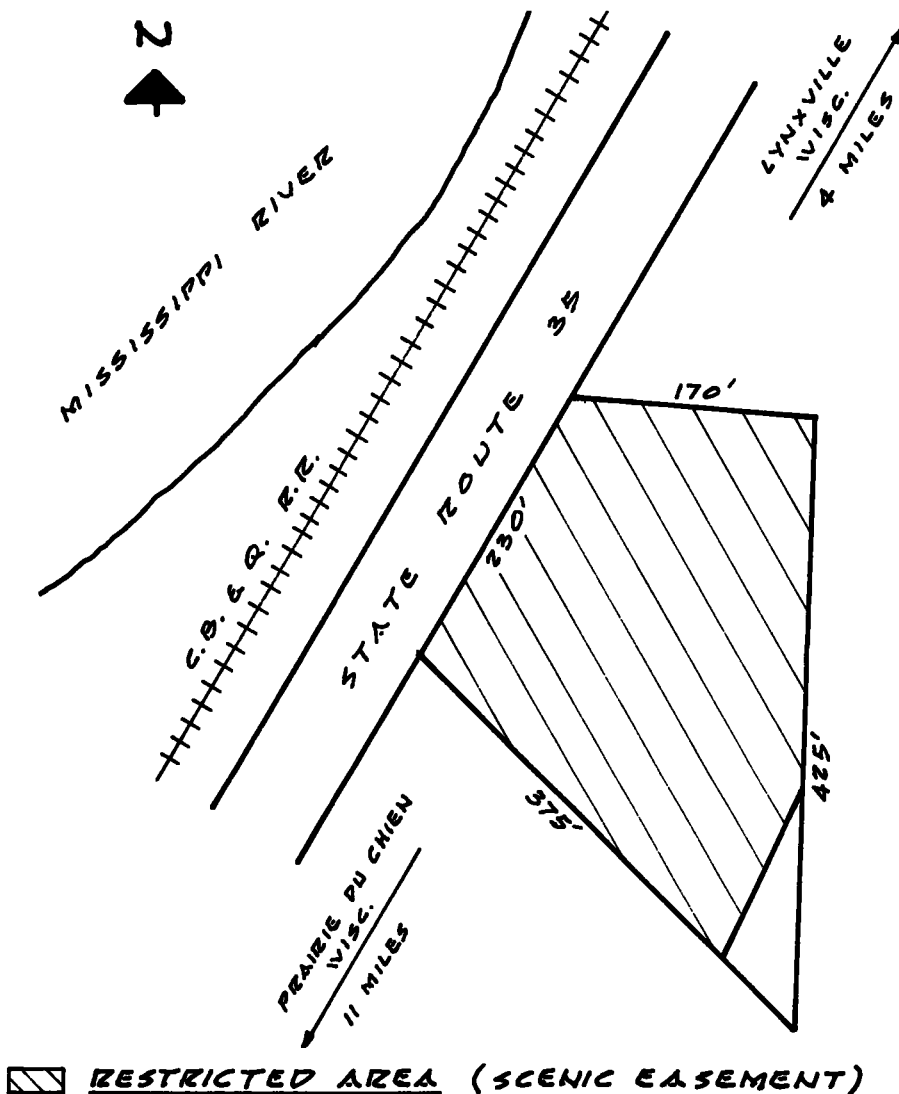 N
MISSISSIPPI RIVER
C.B. & Q. R.R.
STATE ROUTE 35
LYNXVILLE
WISC.
4 MILES
170'
230'
425'
375'
PRAIRIE DU CHIEN
WISC.
11 MILES
RESTRICTED AREA (SCENIC EASEMENT)